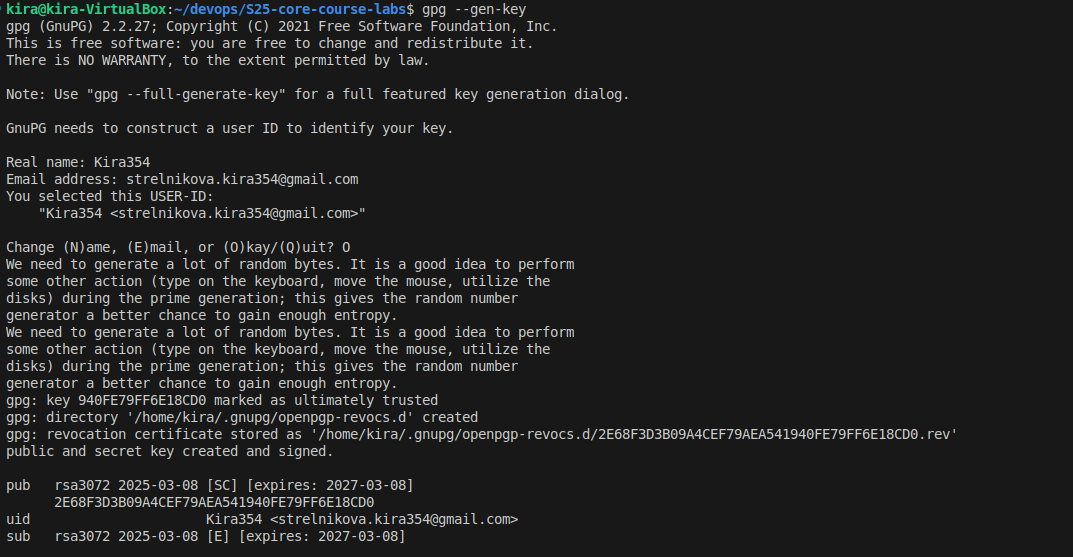 kira@kira-VirtualBox:~/devops/S25-core-course-labs$ gpg --gen-key
gpg (GnuPG) 2.2.27; Copyright (C) 2021 Free Software Foundation, Inc.
This is free software: you are free to change and redistribute it.
There is NO WARRANTY, to the extent permitted by law.

Note: Use "gpg --full-generate-key" for a full featured key generation dialog.

GnuPG needs to construct a user ID to identify your key.

Real name: Kira354
Email address: strelnikova.kira354@gmail.com
You selected this USER-ID:
    "Kira354 <strelnikova.kira354@gmail.com>"

Change (N)ame, (E)mail, or (O)kay/(Q)uit? O
We need to generate a lot of random bytes. It is a good idea to perform
some other action (type on the keyboard, move the mouse, utilize the
disks) during the prime generation; this gives the random number
generator a better chance to gain enough entropy.
We need to generate a lot of random bytes. It is a good idea to perform
some other action (type on the keyboard, move the mouse, utilize the
disks) during the prime generation; this gives the random number
generator a better chance to gain enough entropy.
gpg: key 940FE79FF6E18CD0 marked as ultimately trusted
gpg: directory '/home/kira/.gnupg/openpgp-revocs.d' created
gpg: revocation certificate stored as '/home/kira/.gnupg/openpgp-revocs.d/2E68F3D3B09A4CEF79AEA541940FE79FF6E18CD0.rev'
public and secret key created and signed.

pub   rsa3072 2025-03-08 [SC] [expires: 2027-03-08]
      2E68F3D3B09A4CEF79AEA541940FE79FF6E18CD0
uid                      Kira354 <strelnikova.kira354@gmail.com>
sub   rsa3072 2025-03-08 [E] [expires: 2027-03-08]